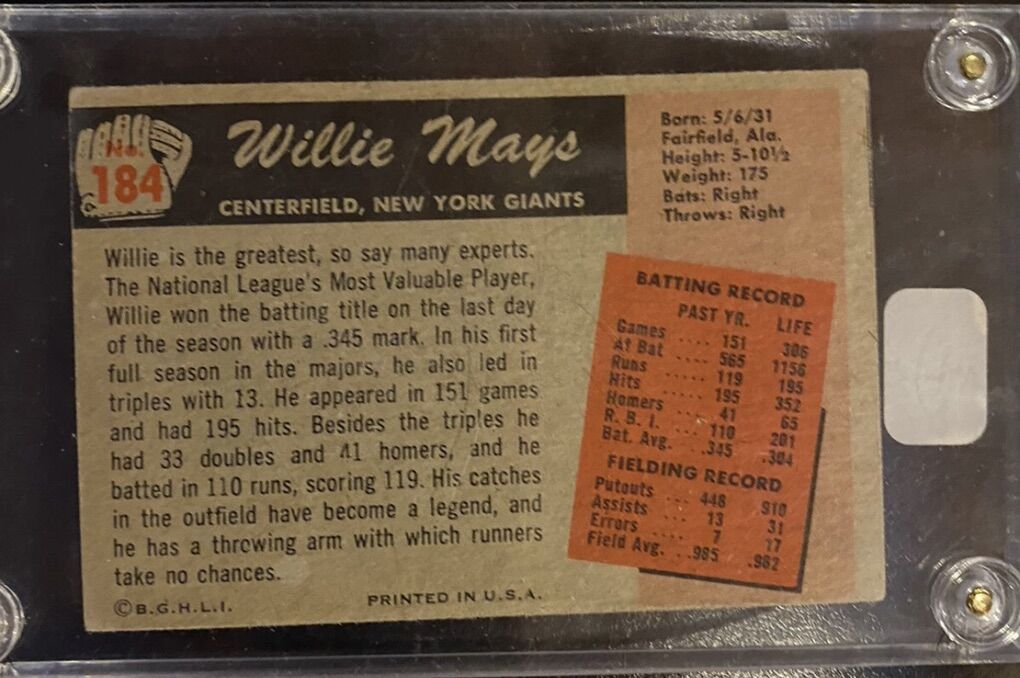 No.
184
Willie Mays
CENTERFIELD, NEW YORK GIANTS
Born: 5/6/31
Fairfield, Ala.
Height: 5-10½
Weight: 175
Bats: Right
Throws: Right
Willie is the greatest, so say many experts.
The National League's Most Valuable Player,
Willie won the batting title on the last day
of the season with a .345 mark. In his first
full season in the majors, he also led in
triples with 13. He appeared in 151 games
and had 195 hits. Besides the triples he
had 33 doubles and 41 homers, and he
batted in 110 runs, scoring 119. His catches
in the outfield have become a legend, and
he has a throwing arm with which runners
take no chances.
BATTING RECORD
PAST YR. LIFE
Games .... 151 306
At Bat .... 565 1156
Runs ..... 119 195
Hits ..... 195 352
Homers ... 41 65
R. B. I. ... 110 201
Bat. Avg. ..345 .304
FIELDING RECORD
Putouts ... 448 910
Assists ... 13 31
Errors .... 7 17
Field Avg. ..985 .982
©B.G.H.L.I. PRINTED IN U.S.A.